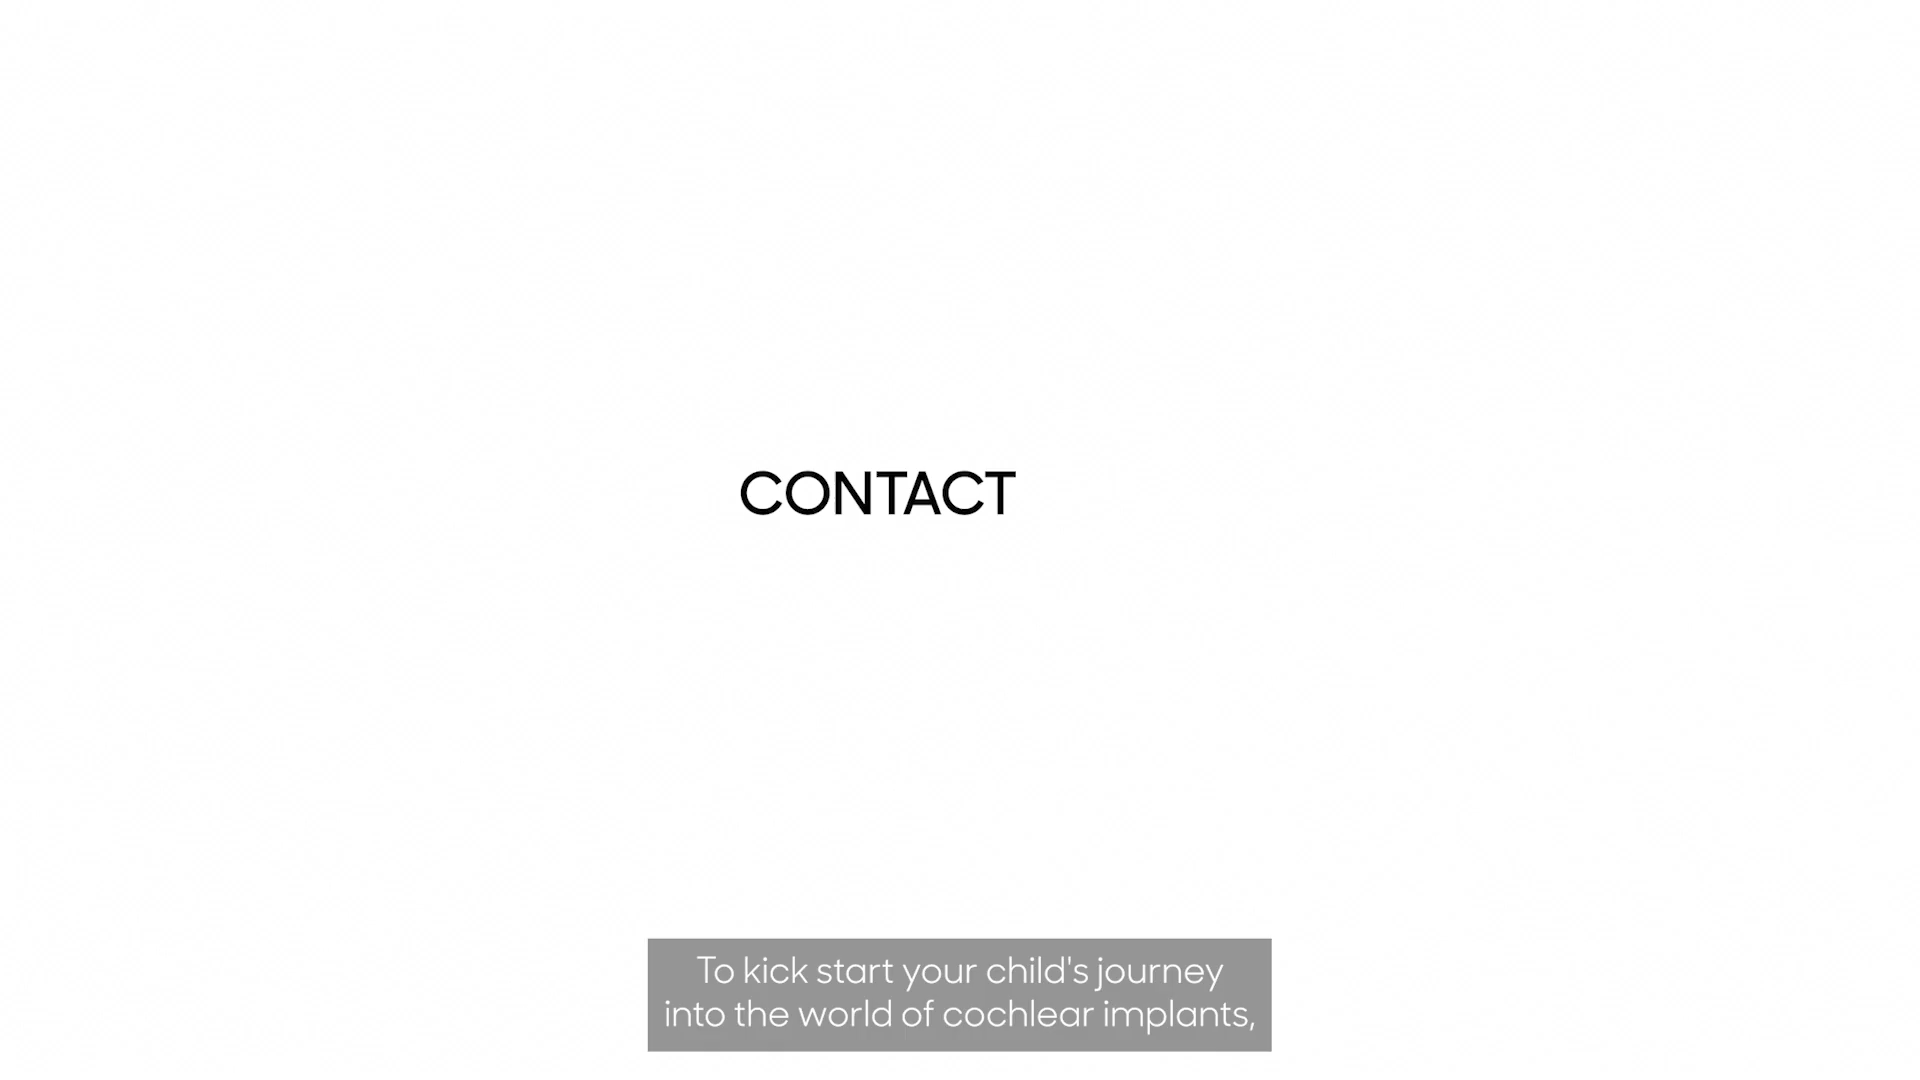 CONTACT
To kick start your child's journey
into the world of cochlear implants,